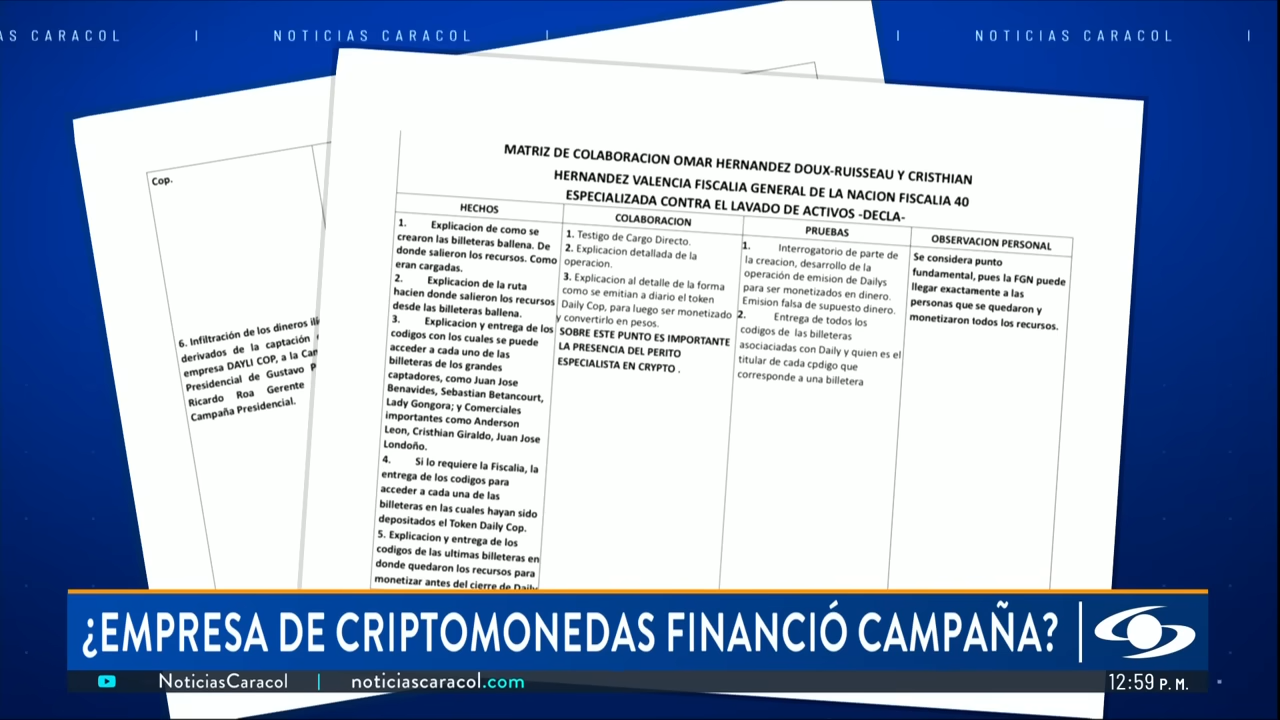 AS CARACOL | NOTICIAS CARACOL | | NOTICIAS CARACOL |
Cop.
6. Infiltración de los dineros
derivados de la captación
empresa DAYLI COP, a la
Presidencial de Gustavo
Ricardo Roa Gerente
Campaña Presidencial.
MATRIZ DE COLABORACION OMAR HERNANDEZ DOUX-RUISSEAU Y CRISTHIAN
HERNANDEZ VALENCIA FISCALIA GENERAL DE LA NACION FISCALIA 40
ESPECIALIZADA CONTRA EL LAVADO DE ACTIVOS -DECLA-
HECHOS
1. Explicacion de como se
crearon las billeteras ballena. De
donde salieron los recursos. Como
eran cargadas.
2. Explicacion de la ruta
hacien donde salieron los recursos
desde las billeteras ballena.
3. Explicacion y entrega de los
codigos con los cuales se puede
acceder a cada uno de las
billeteras de los grandes
captadores, como Juan Jose
Benavides, Sebastian Betancourt,
Lady Gongora; y Comerciales
importantes como Anderson
Leon, Cristhian Giraldo, Juan Jose
Londoño.
4. Si lo requiere la Fiscalia, la
entrega de los codigos para
acceder a cada una de las
billeteras en las cuales hayan sido
depositados el Token Daily Cop.
5. Explicacion y entrega de los
codigos de las ultimas billeteras en
donde quedaron los recursos para
monetizar antes del cierre de Daily
COLABORACION
1. Testigo de Cargo Directo.
2. Explicacion detallada de la
operacion.
3. Explicacion al detalle de la forma
como se emitian a diario el token
Daily Cop, para luego ser monetizado
y convertirlo en pesos.
SOBRE ESTE PUNTO ES IMPORTANTE
LA PRESENCIA DEL PERITO
ESPECIALISTA EN CRYPTO .
PRUEBAS
1. Interrogatorio de parte de
la creacion, desarrollo de la
operación de emision de Dailys
para ser monetizados en dinero.
Emision falsa de supuesto dinero.
2. Entrega de todos los
codigos de las billeteras
asociaciadas con Daily y quien es el
titular de cada cpdigo que
corresponde a una billetera
OBSERVACION PERSONAL
Se considera punto
fundamental, pues la FGN puede
llegar exactamente a las
personas que se quedaron y
monetizaron todos los recursos.
¿EMPRESA DE CRIPTOMONEDAS FINANCIÓ CAMPAÑA?
NoticiasCaracol | noticiascaracol.com
12:59 P. M.